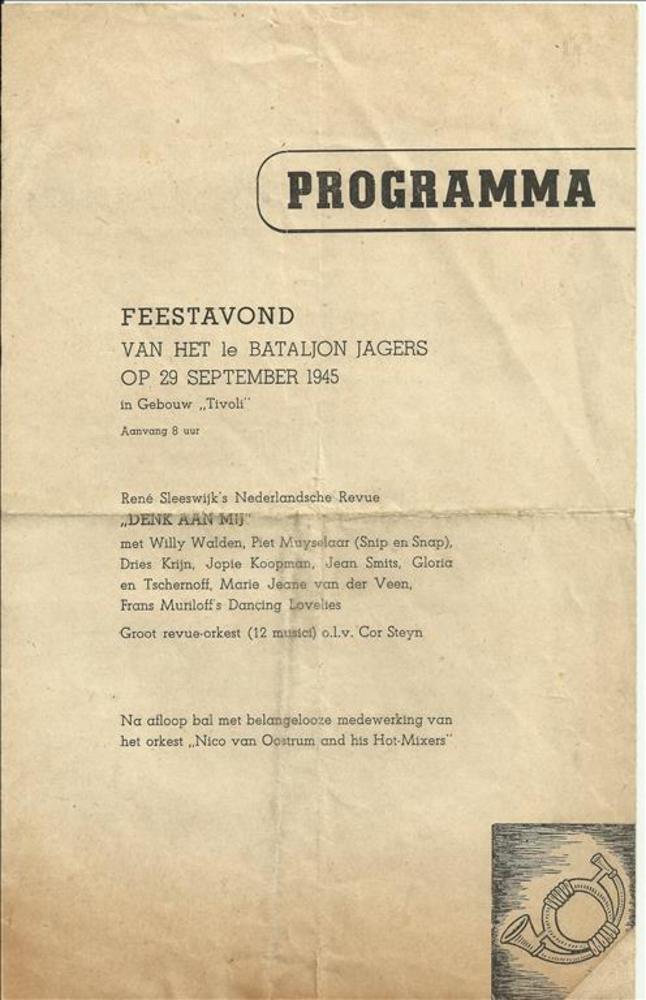 PROGRAMMA
FEESTAVOND
VAN HET 1e BATALJON JAGERS
OP 29 SEPTEMBER 1945
in Gebouw „Tivoli"
Aanvang 8 uur
René Sleeswijk's Nederlandsche Revue
„DENK AAN MIJ"
met Willy Walden, Piet Muyselaar (Snip en Snap),
Dries Krijn, Jopie Koopman, Jean Smits, Gloria
en Tschernoff, Marie Jeane van der Veen,
Frans Muriloff's Dancing Lovelies
Groot revue-orkest (12 musici) o.l.v. Cor Steyn
Na afloop bal met belangelooze medewerking van
het orkest „Nico van Oostrum and his Hot-Mixers"